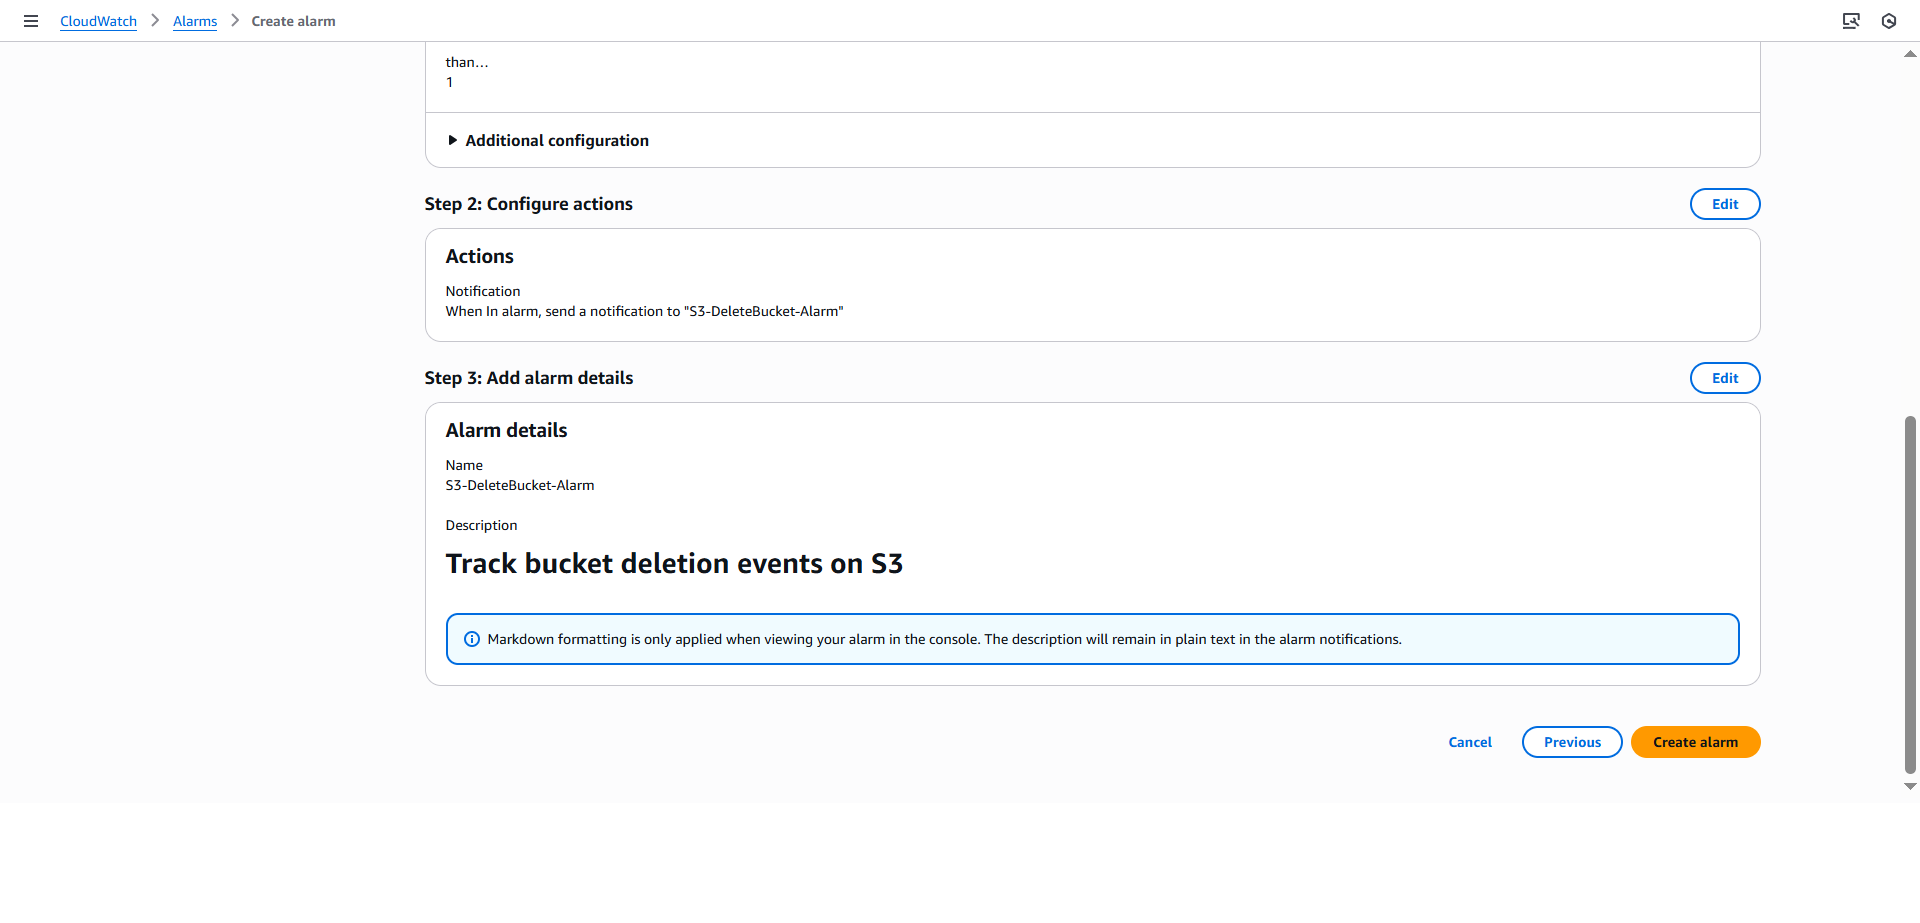 CloudWatch > Alarms > Create alarm
than...
1
Additional configuration
Step 2: Configure actions
Edit
Actions
Notification
When In alarm, send a notification to "S3-DeleteBucket-Alarm"
Step 3: Add alarm details
Edit
Alarm details
Name
S3-DeleteBucket-Alarm
Description
Track bucket deletion events on S3
Markdown formatting is only applied when viewing your alarm in the console. The description will remain in plain text in the alarm notifications.
Cancel
Previous
Create alarm